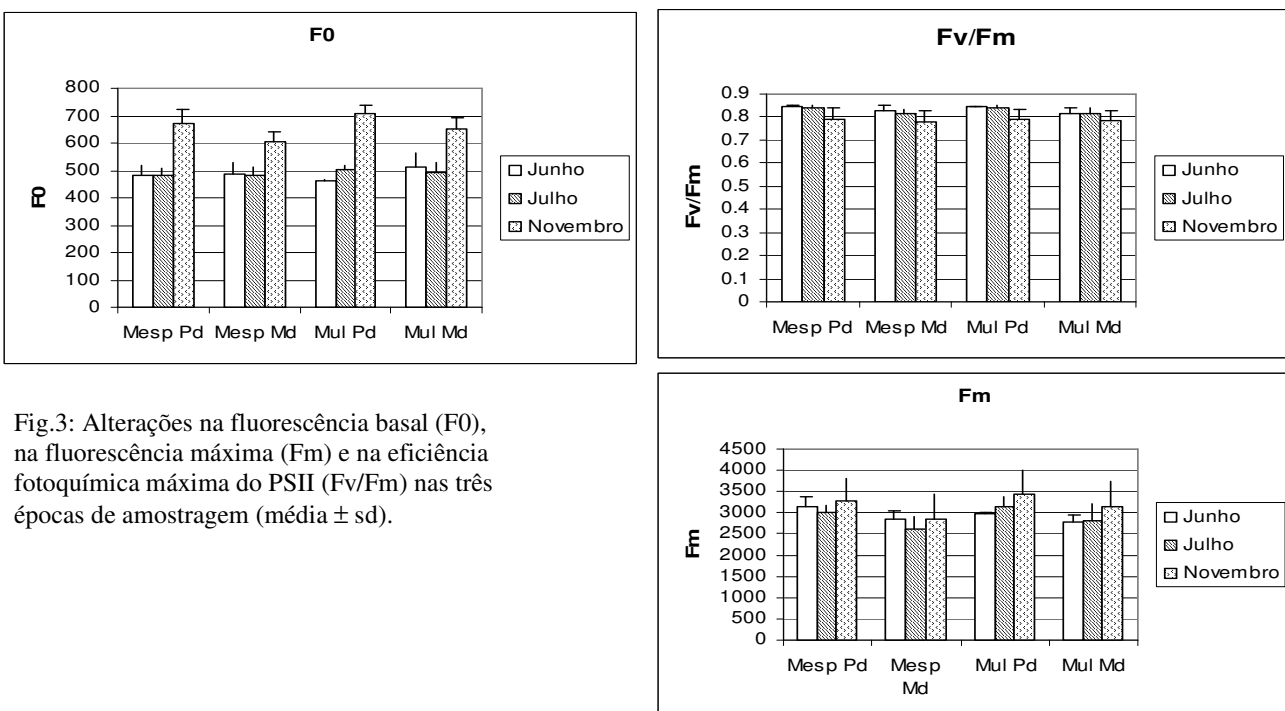 F0
800
700
600
500
400
300
200
100
0
F0
Mesp Pd Mesp Md Mul Pd Mul Md
Junho
Julho
Novembro
Fv/Fm
0.9
0.8
0.7
0.6
0.5
0.4
0.3
0.2
0.1
0
Fv/Fm
Mesp Pd Mesp Md Mul Pd Mul Md
Junho
Julho
Novembro
Fig.3: Alterações na fluorescência basal (F0),
na fluorescência máxima (Fm) e na eficiência
fotoquímica máxima do PSII (Fv/Fm) nas três
épocas de amostragem (média ± sd).
Fm
4500
4000
3500
3000
2500
2000
1500
1000
500
0
Fm
Mesp Pd Mesp Mul Pd Mul Md
Md
Junho
Julho
Novembro